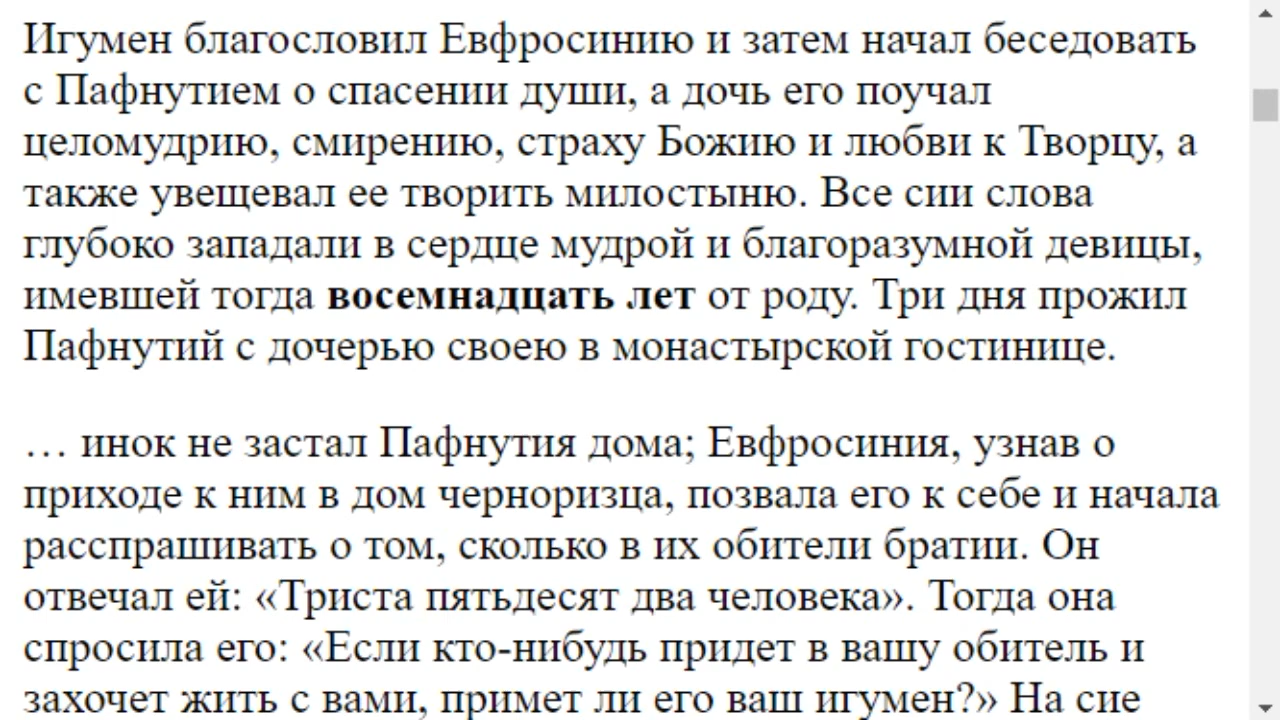 Игумен благословил Евфросинию и затем начал беседовать
с Пафнутием о спасении души, а дочь его поучал
целомудрию, смирению, страху Божию и любви к Творцу, а
также увещевал ее творить милостыню. Все сии слова
глубоко западали в сердце мудрой и благоразумной девицы,
имевшей тогда восемнадцать лет от роду. Три дня прожил
Пафнутий с дочерью своею в монастырской гостинице.
… инок не застал Пафнутия дома; Евфросиния, узнав о
приходе к ним в дом черноризца, позвала его к себе и начала
расспрашивать о том, сколько в их обители братии. Он
отвечал ей: «Триста пятьдесят два человека». Тогда она
спросила его: «Если кто-нибудь придет в вашу обитель и
захочет жить с вами, примет ли его ваш игумен?» На сие